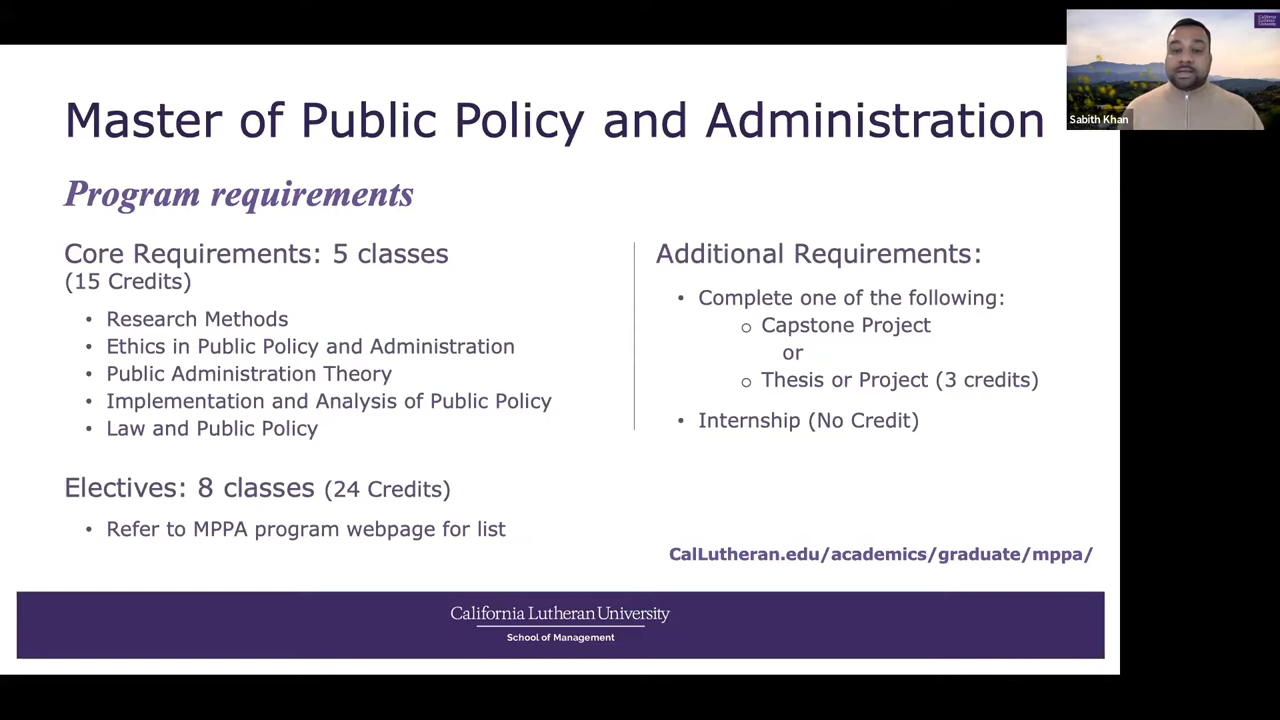 Master of Public Policy and Administration
Program requirements
Core Requirements: 5 classes
(15 Credits)
• Research Methods
• Ethics in Public Policy and Administration
• Public Administration Theory
• Implementation and Analysis of Public Policy
• Law and Public Policy
Electives: 8 classes (24 Credits)
• Refer to MPPA program webpage for list
Additional Requirements:
• Complete one of the following:
o Capstone Project
or
o Thesis or Project (3 credits)
• Internship (No Credit)
CalLutheran.edu/academics/graduate/mppa/
California Lutheran University
School of Management
Sabith Khan
California
Lutheran
University